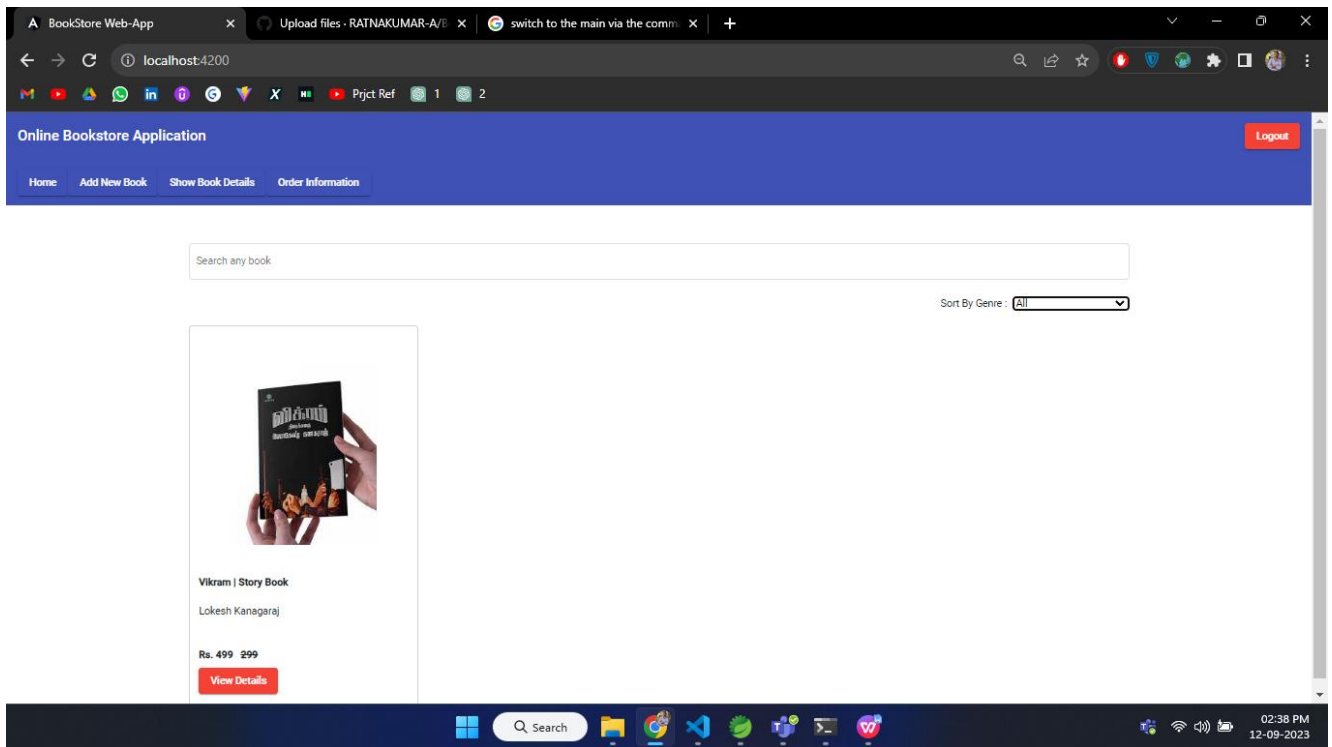 BookStore Web-App
Upload files · RATNAKUMAR-A/B
switch to the main via the comm
localhost:4200
Prjct Ref
1
2
Online Bookstore Application
Logout
Home
Add New Book
Show Book Details
Order Information
Search any book
Sort By Genre :
All
விக்ரம்
Vikram | Story Book
Lokesh Kanagaraj
Rs. 499 299
View Details
Search
02:38 PM
12-09-2023